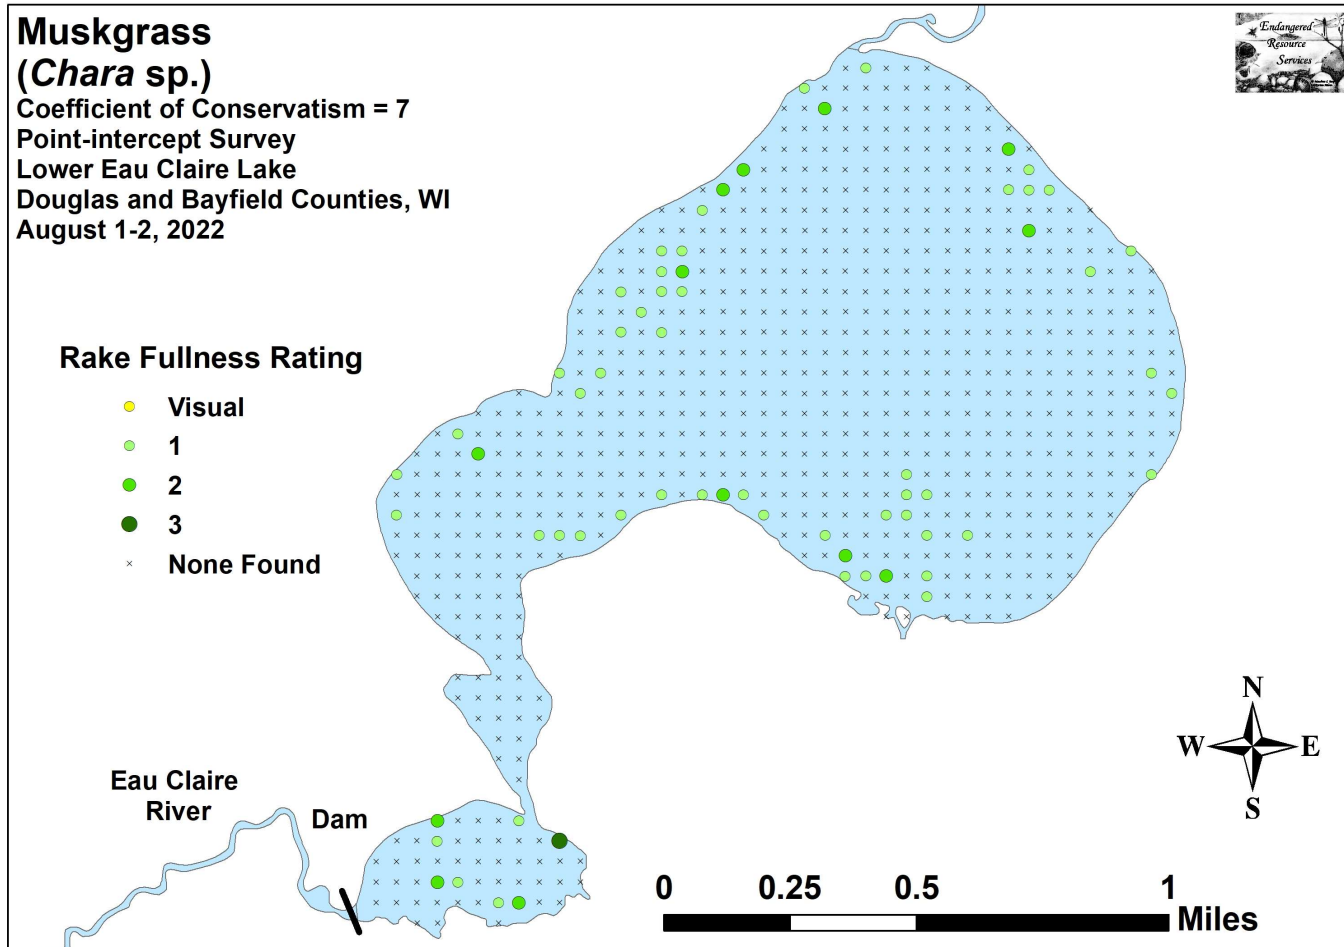 Muskgrass
(Chara sp.)
Coefficient of Conservatism = 7
Point-intercept Survey
Lower Eau Claire Lake
Douglas and Bayfield Counties, WI
August 1-2, 2022
Endangered
Resource
Services
Rake Fullness Rating
Visual
1
2
3
None Found
Eau Claire
River
Dam
N
W E
S
0 0.25 0.5 1
Miles